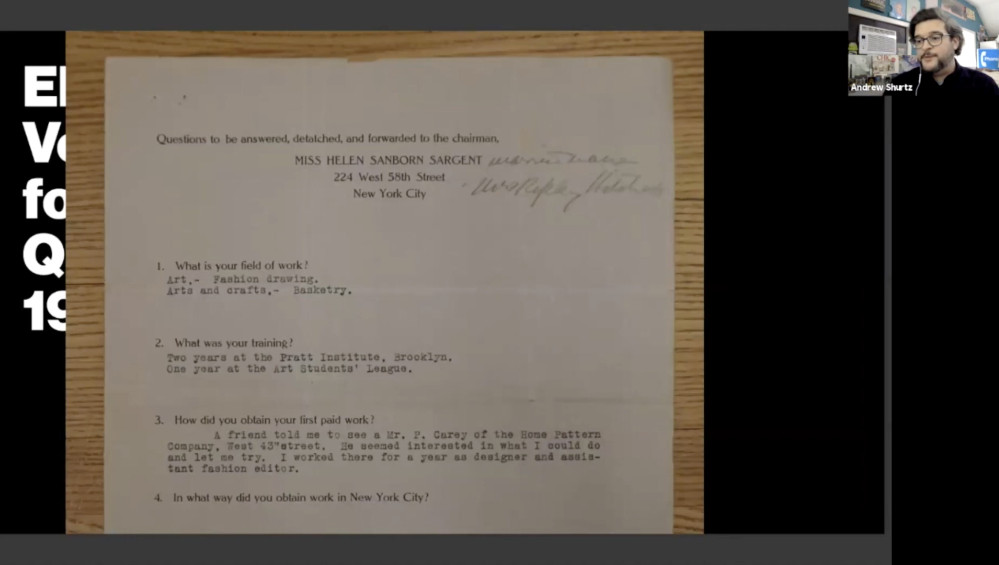 El
Vo
fo
Q
19
Questions to be answered, detatched, and forwarded to the chairman,
MISS HELEN SANBORN SARGENT
224 West 58th Street
New York City
Mrs Ripley
1. What is your field of work?
Art,- Fashion drawing.
Arts and crafts,- Basketry.
2. What was your training?
Two years at the Pratt Institute, Brooklyn.
One year at the Art Students' League.
3. How did you obtain your first paid work?
A friend told me to see a Mr. P. Carey of the Home Pattern
Company, West 43"street. He seemed interested in what I could do
and let me try. I worked there for a year as designer and assis-
tant fashion editor.
4. In what way did you obtain work in New York City?
CHIC
Phone
Andrew Shurtz